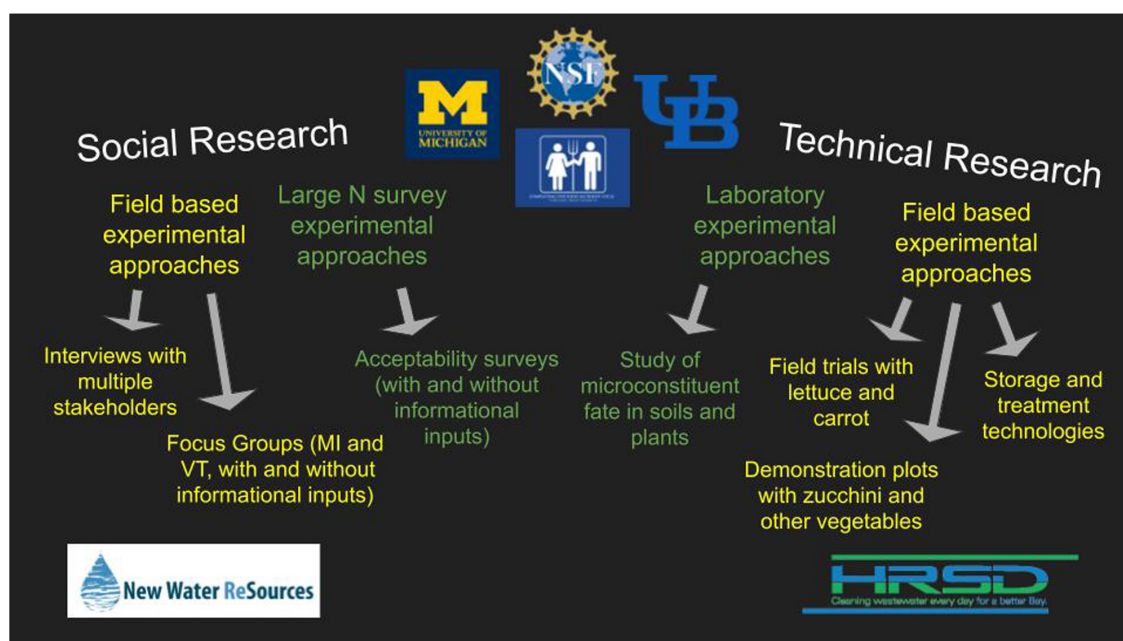 NSF
M
UNIVERSITY OF
MICHIGAN
UB
Social Research
Technical Research
Field based
experimental
approaches
Large N survey
experimental
approaches
Laboratory
experimental
approaches
Field based
experimental
approaches
Interviews with
multiple
stakeholders
Focus Groups (MI and
VT, with and without
informational inputs)
Acceptability surveys
(with and without
informational
inputs)
Study of
microconstituent
fate in soils and
plants
Field trials with
lettuce and
carrot
Demonstration plots
with zucchini and
other vegetables
Storage and
treatment
technologies
New Water ReSources
HRSD
Cleaning wastewater every day for a better Bay.